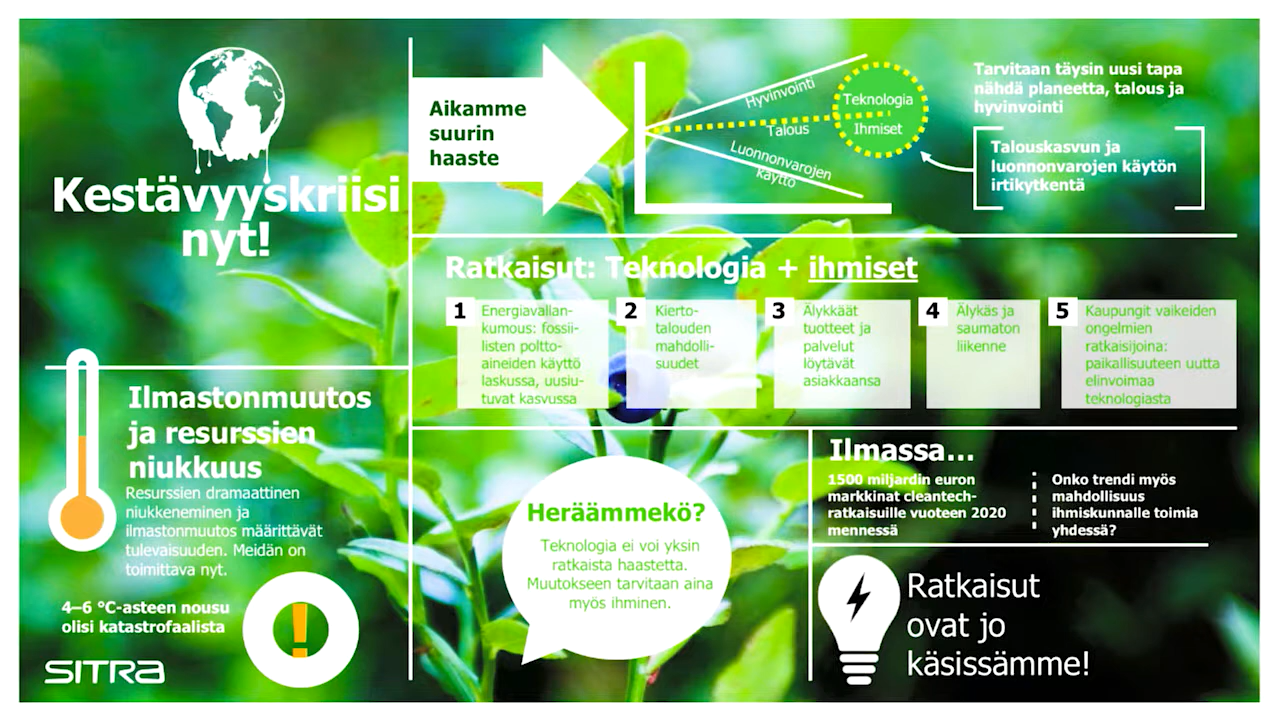 Kestävyyskriisi
nyt!
Aikamme
suurin
haaste
Hyvinvointi
Talous
Luonnonvarojen
käyttö
Teknologia
Ihmiset
Tarvitaan täysin uusi tapa
nähdä planeetta, talous ja
hyvinvointi
Talouskasvun ja
luonnonvarojen käytön
irtikytkentä
Ratkaisut: Teknologia + ihmiset
1
Energiavallan-
kumous: fossii-
listen poltto-
aineiden käyttö
laskussa, uusiu-
tuvat kasvussa
2
Kierto-
talouden
mahdolli-
suudet
3
Älykkäät
tuotteet ja
palvelut
löytävät
asiakkaansa
4
Älykäs ja
saumaton
liikenne
5
Kaupungit vaikeiden
ongelmien
ratkaisijoina:
paikallisuuteen uutta
elinvoimaa
teknologiasta
Ilmastonmuutos
ja resurssien
niukkuus
Resurssien dramaattinen
niukkeneminen ja
ilmastonmuutos määrittävät
tulevaisuuden. Meidän on
toimittava nyt.
4–6 °C-asteen nousu
olisi katastrofaalista
!
SITRA
Heräämmekö?
Teknologia ei voi yksin
ratkaista haastetta.
Muutokseen tarvitaan aina
myös ihminen.
Ilmassa...
1500 miljardin euron
markkinat cleantech-
ratkaisuille vuoteen 2020
mennessä
Onko trendi myös
mahdollisuus
ihmiskunnalle toimia
yhdessä?
Ratkaisut
ovat jo
käsissämme!